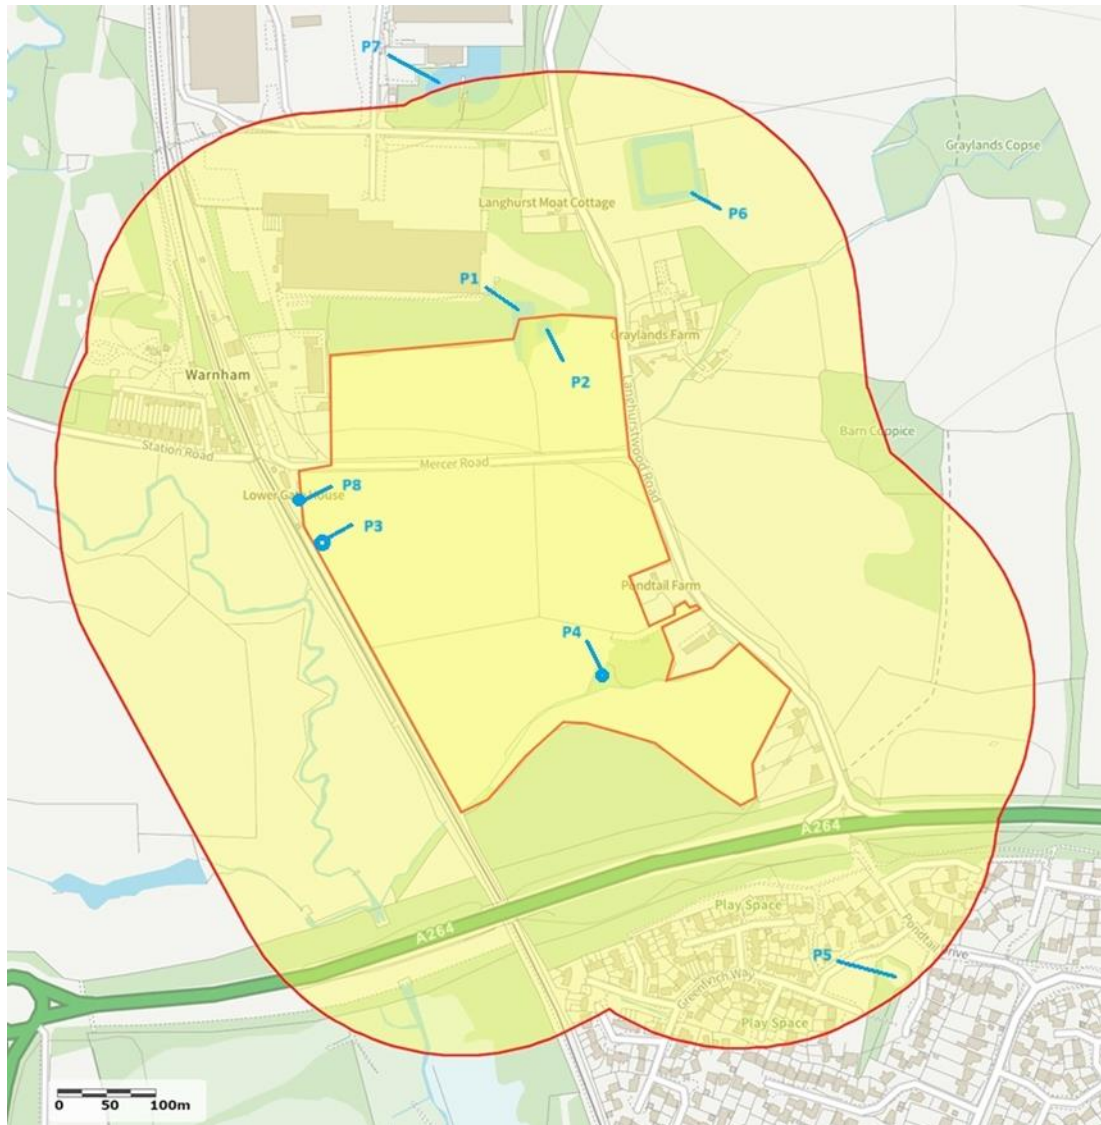 P7
Graylands Copse
Langhurst Moat Cottage
P6
P1
Graylands Farm
P2
Warnham
Langhurstwood Road
Barn Coppice
Station Road
Mercer Road
Lower Gate House
P8
P3
Pondtail Farm
P4
A264
Play Space
A264
Pondtail Drive
P5
Greenwich Way
Play Space
0 50 100m